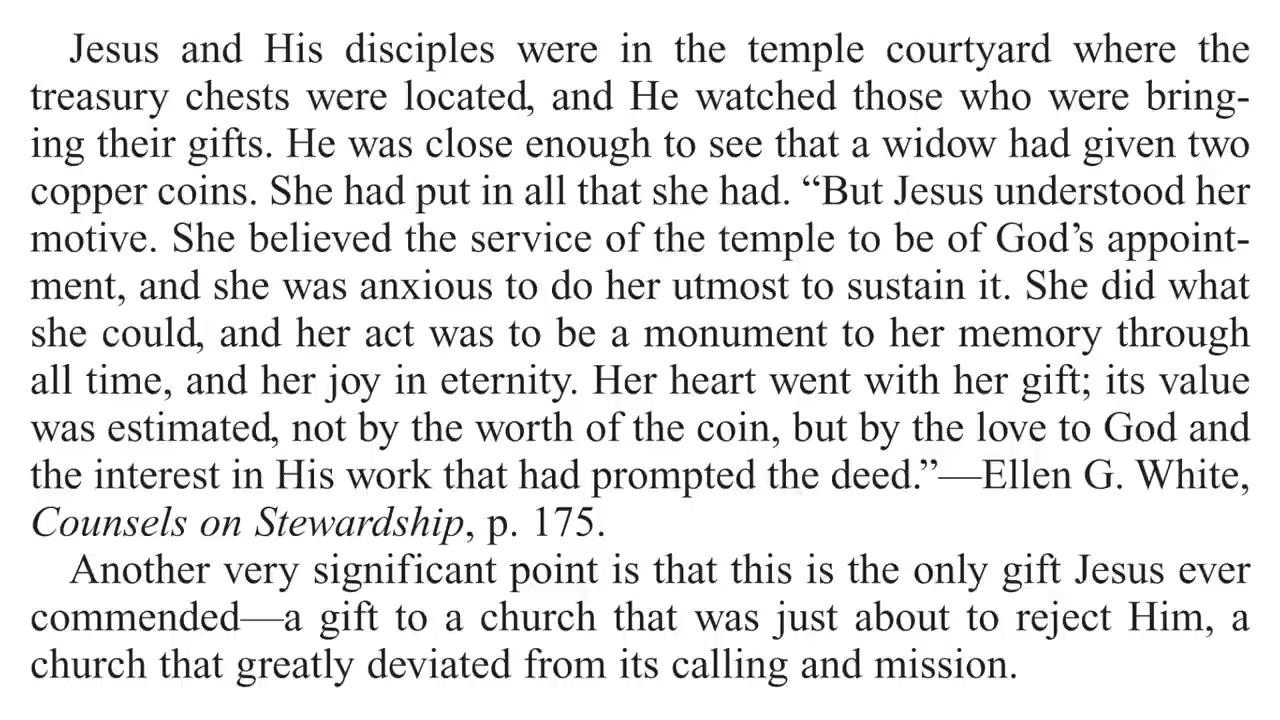 Jesus and His disciples were in the temple courtyard where the
treasury chests were located, and He watched those who were bring-
ing their gifts. He was close enough to see that a widow had given two
copper coins. She had put in all that she had. “But Jesus understood her
motive. She believed the service of the temple to be of God’s appoint-
ment, and she was anxious to do her utmost to sustain it. She did what
she could, and her act was to be a monument to her memory through
all time, and her joy in eternity. Her heart went with her gift; its value
was estimated, not by the worth of the coin, but by the love to God and
the interest in His work that had prompted the deed.”—Ellen G. White,
Counsels on Stewardship, p. 175.
Another very significant point is that this is the only gift Jesus ever
commended—a gift to a church that was just about to reject Him, a
church that greatly deviated from its calling and mission.